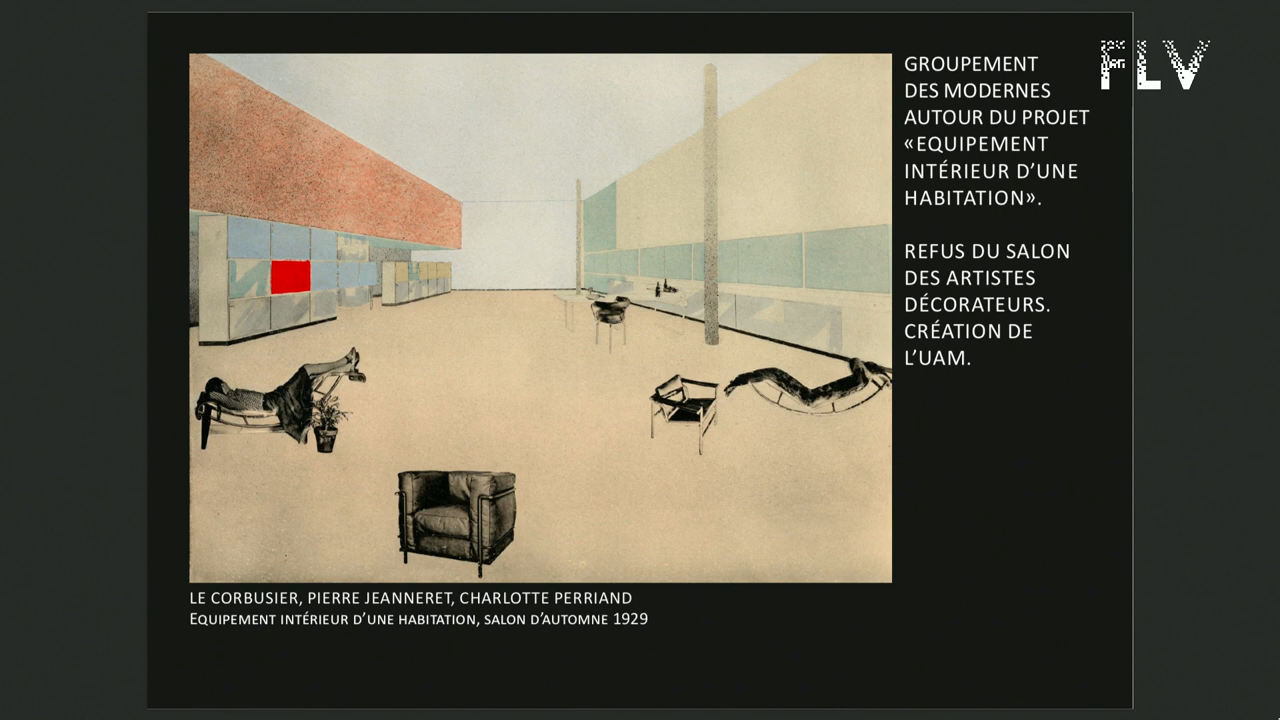 GROUPEMENT
DES MODERNES
AUTOUR DU PROJET
«EQUIPEMENT
INTÉRIEUR D’UNE
HABITATION».
REFUS DU SALON
DES ARTISTES
DÉCORATEURS.
CRÉATION DE
L’UAM.
FLV
LE CORBUSIER, PIERRE JEANNERET, CHARLOTTE PERRIAND
EQUIPEMENT INTÉRIEUR D’UNE HABITATION, SALON D’AUTOMNE 1929